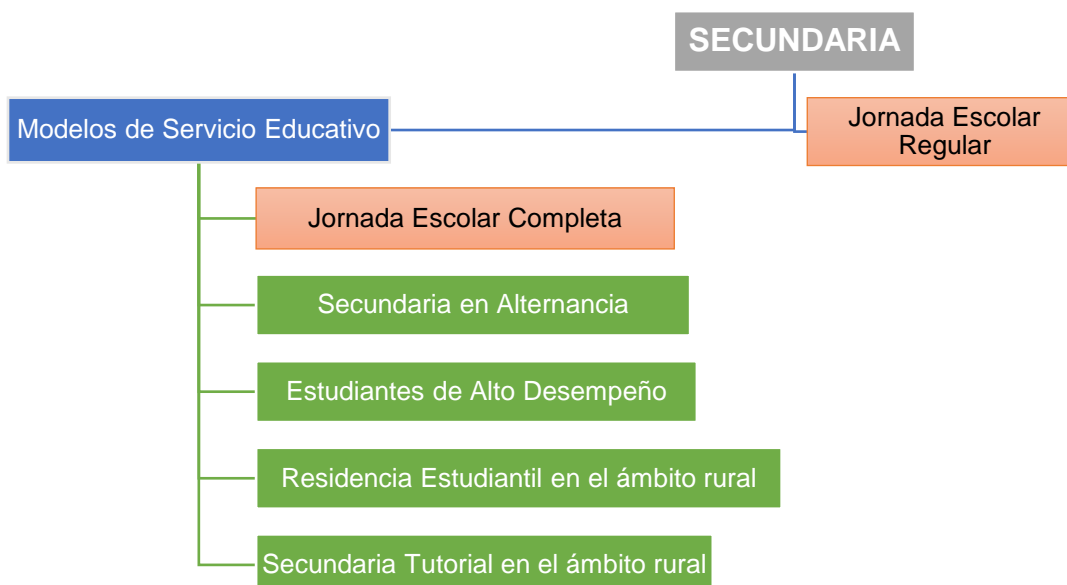 SECUNDARIA
Modelos de Servicio Educativo
Jornada Escolar
Regular
Jornada Escolar Completa
Secundaria en Alternancia
Estudiantes de Alto Desempeño
Residencia Estudiantil en el ámbito rural
Secundaria Tutorial en el ámbito rural